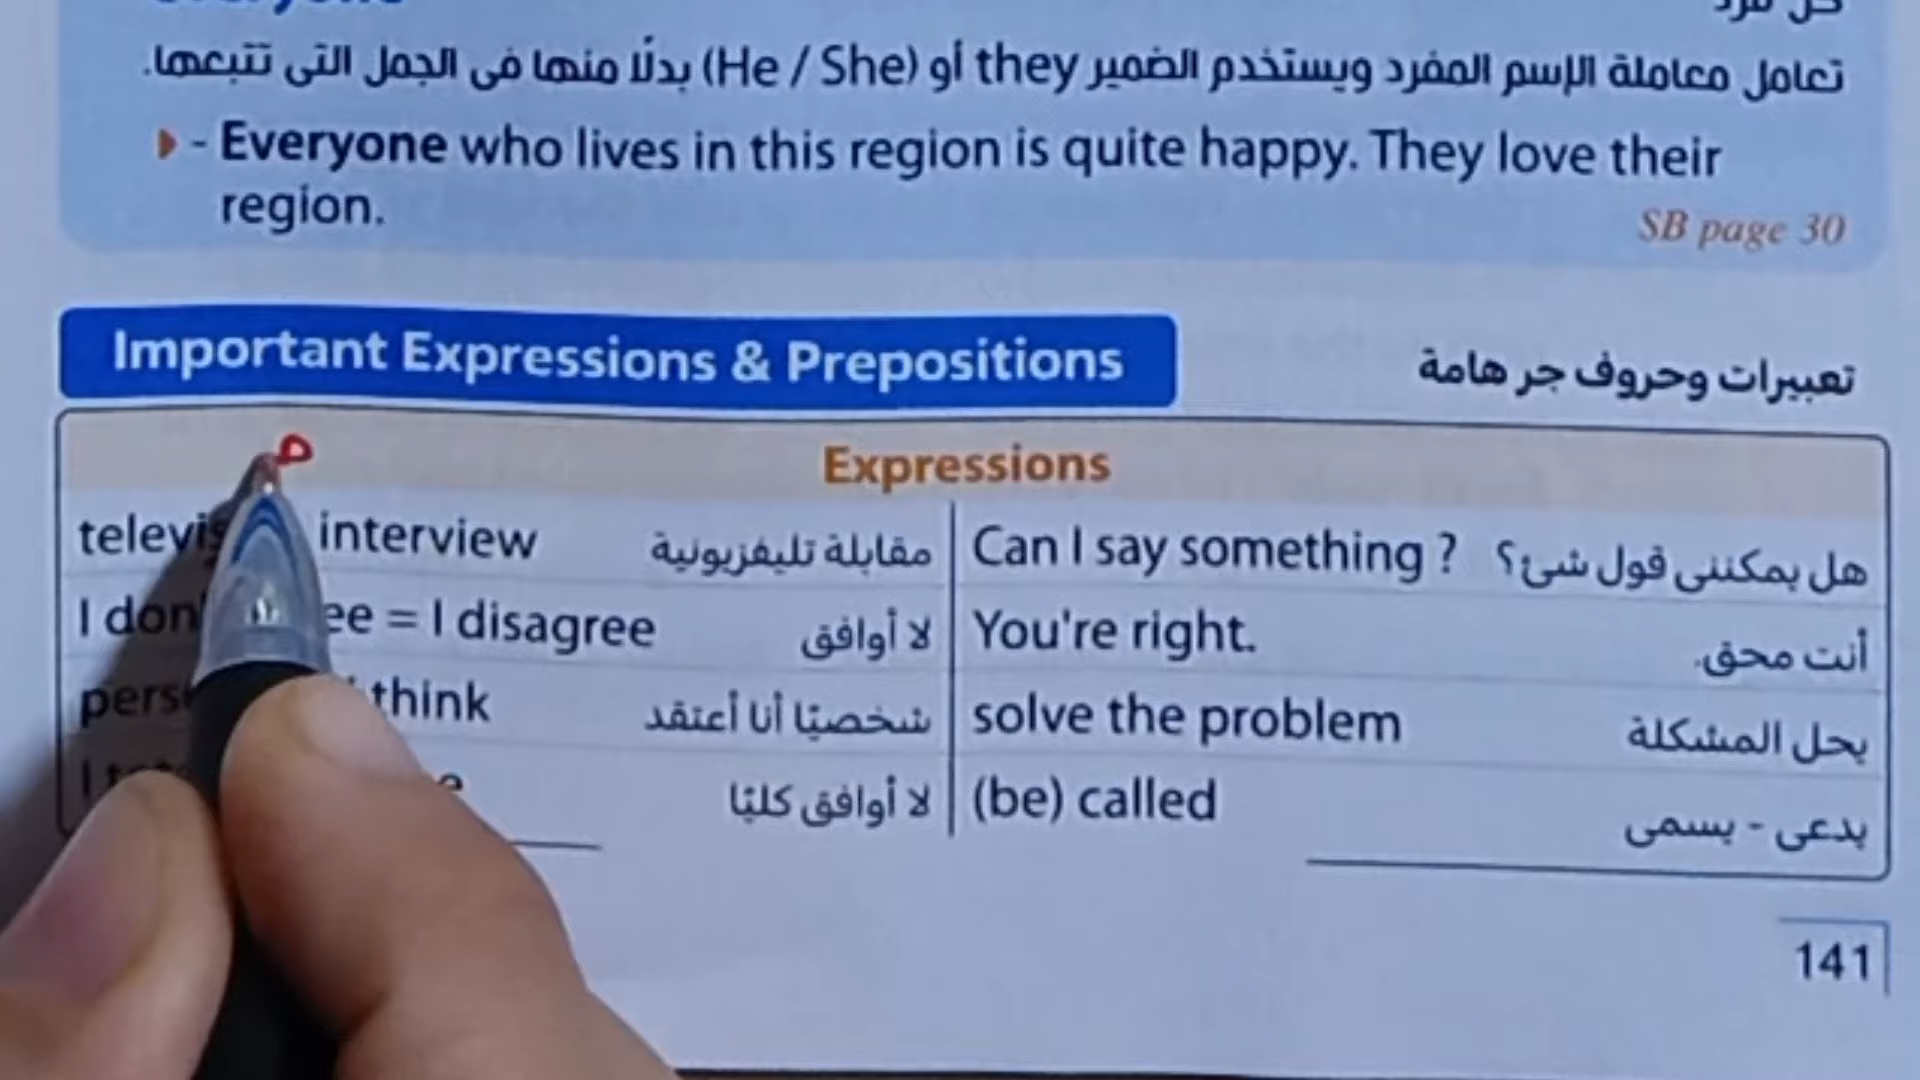 تعامل معاملة الإسم المفرد ويستخدم الضمير they أو (He / She) بدلًا منها فى الجمل التى تتبعها.
- Everyone who lives in this region is quite happy. They love their
region.
SB page 30
Important Expressions & Prepositions تعبيرات وحروف جر هامة
Expressions
interview مقابلة تليفزيونية Can I say something ? هل يمكننى قول شئ؟
= I disagree لا أوافق You're right. أنت محق.
think شخصيًا أنا أعتقد solve the problem يحل المشكلة
لا أوافق كليًا (be) called يدعى - يسمى
141